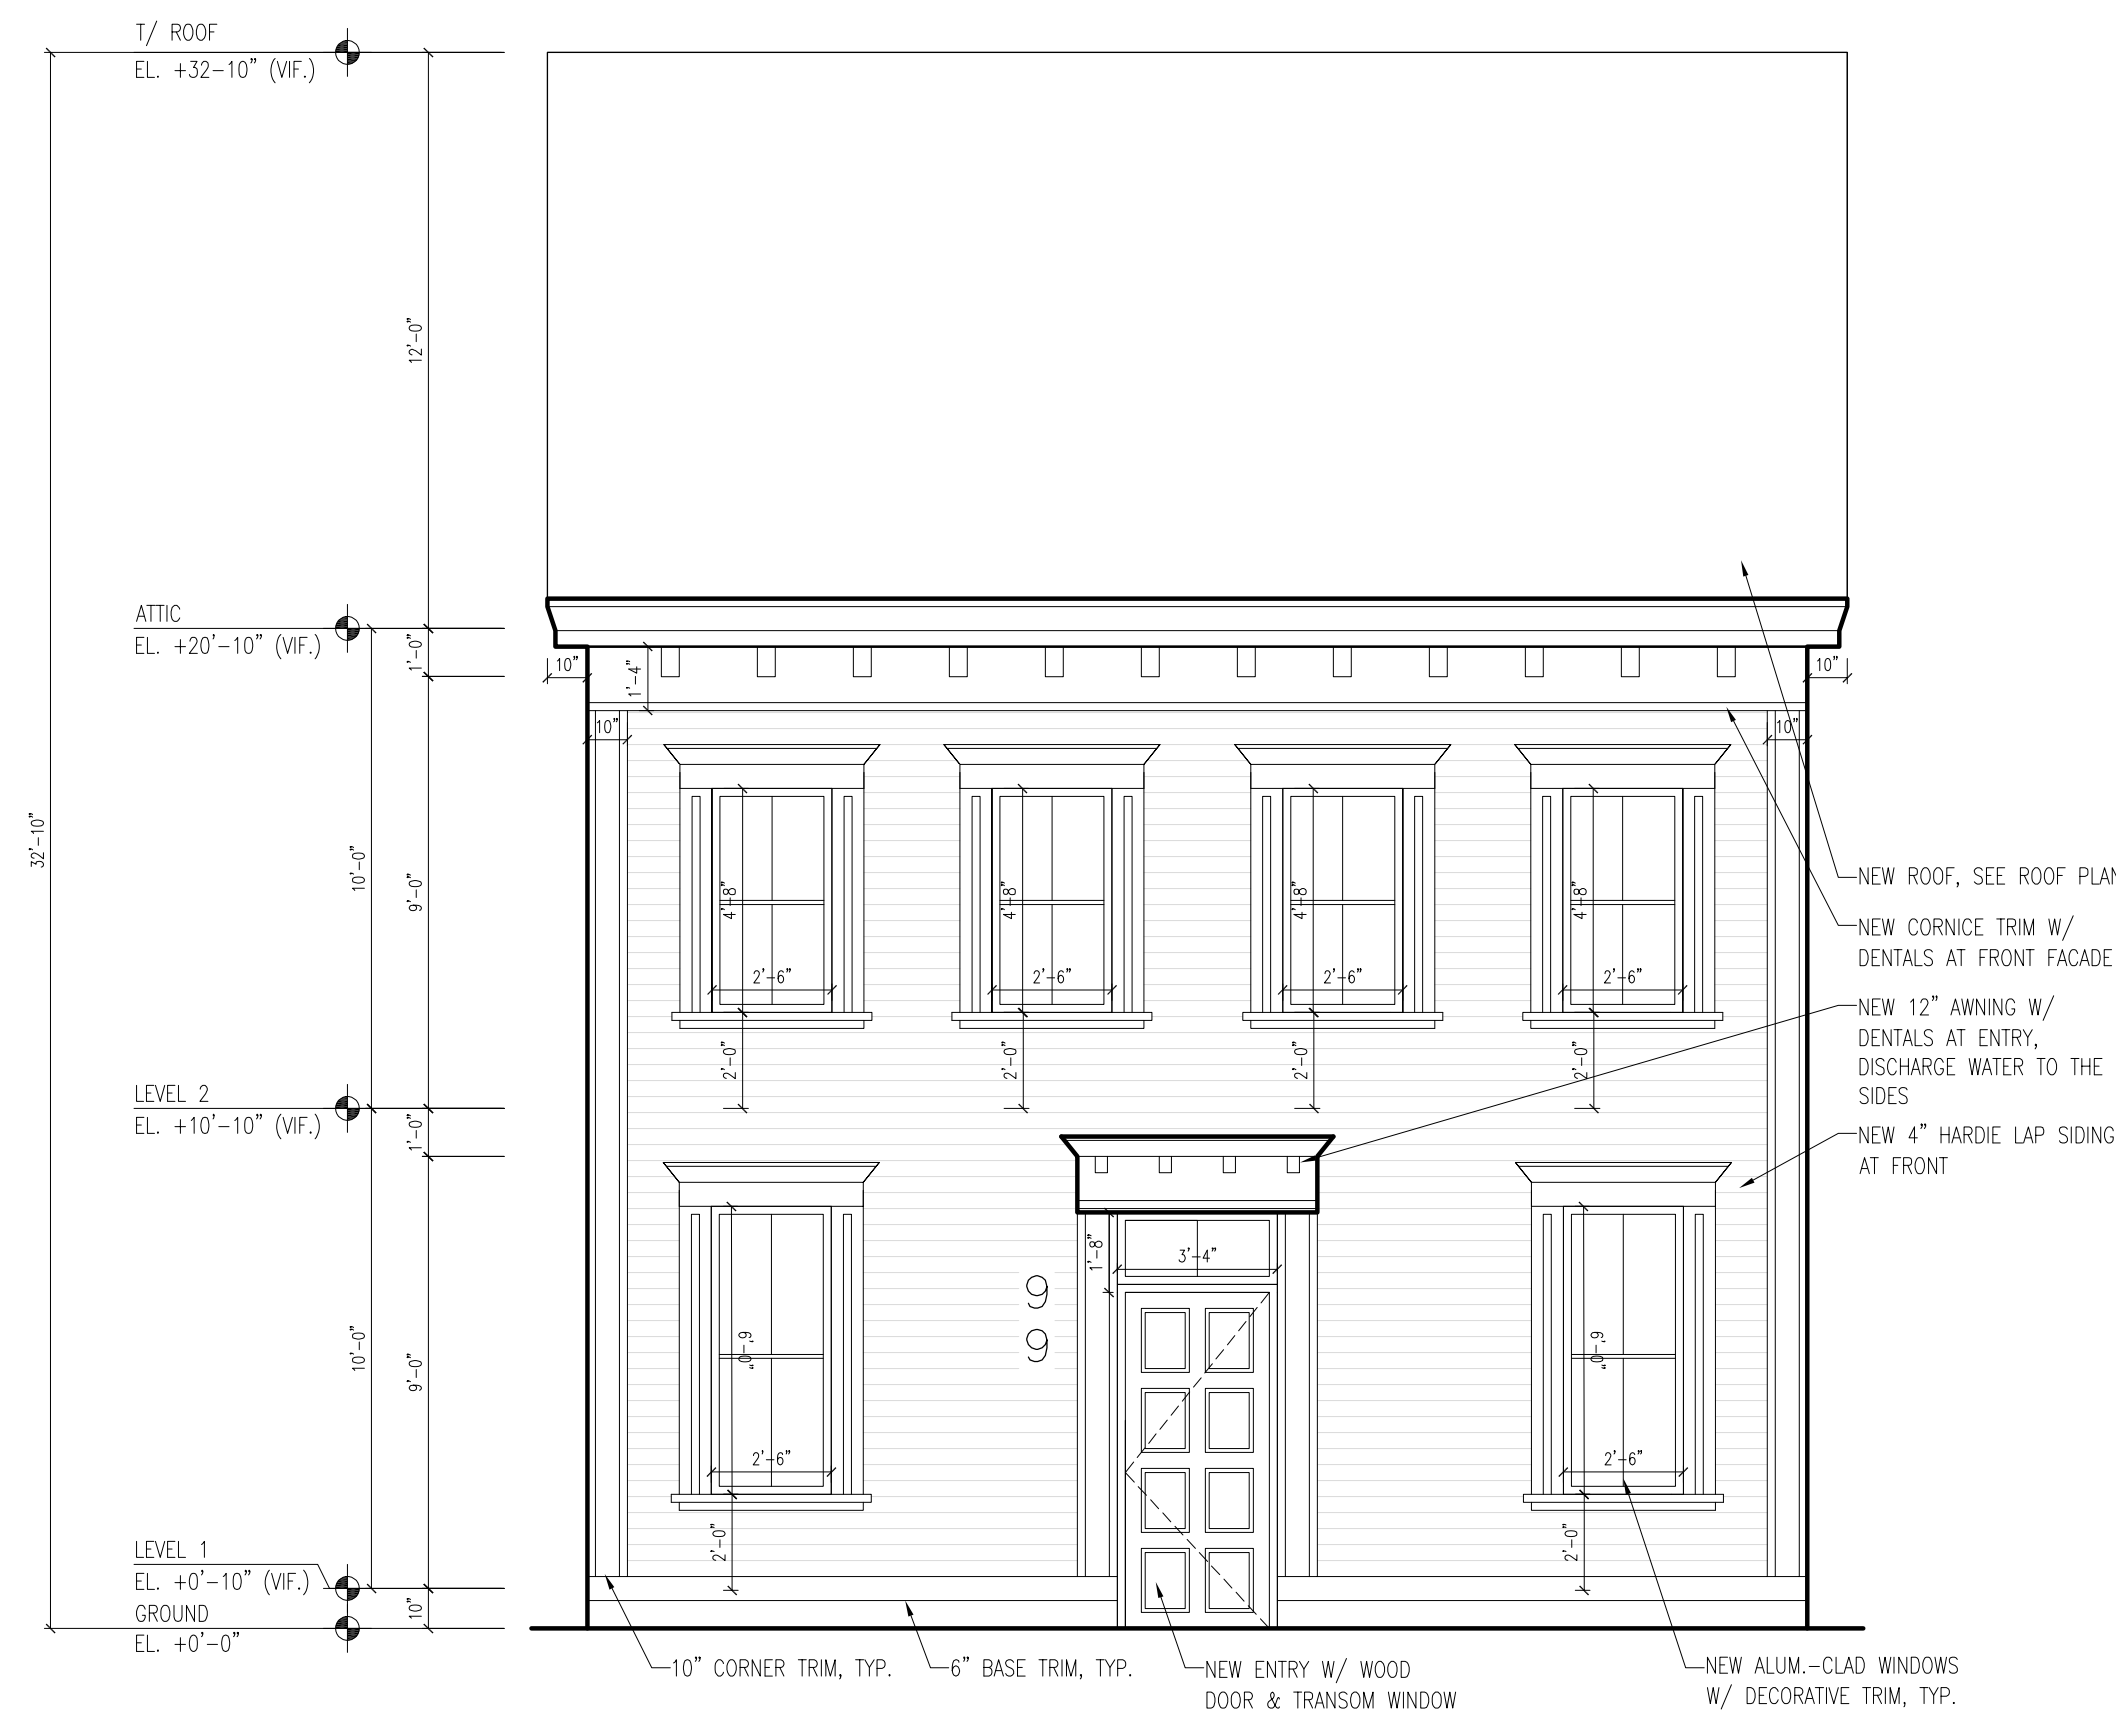 T/ ROOF
EL. +32-10" (VIF.)
12'-0"
ATTIC
EL. +20'-10" (VIF.)
1'-0"
10"
1'-4"
10"
10"
10"
32'-10"
10'-0"
9'-0"
4'-8"
4'-8"
4'-8"
4'-8"
2'-6"
2'-6"
2'-6"
2'-6"
2'-0"
2'-0"
2'-0"
2'-0"
NEW ROOF, SEE ROOF PLAN
NEW CORNICE TRIM W/
DENTALS AT FRONT FACADE
NEW 12" AWNING W/
DENTALS AT ENTRY,
DISCHARGE WATER TO THE
SIDES
NEW 4" HARDIE LAP SIDING
AT FRONT
LEVEL 2
EL. +10'-10" (VIF.)
1'-0"
10'-0"
9'-0"
1'-8"
3'-4"
9
9
6'-0"
6'-0"
2'-6"
2'-6"
2'-0"
2'-0"
LEVEL 1
EL. +0'-10" (VIF.)
GROUND
EL. +0'-0"
10"
10" CORNER TRIM, TYP.
6" BASE TRIM, TYP.
NEW ENTRY W/ WOOD
DOOR & TRANSOM WINDOW
NEW ALUM.-CLAD WINDOWS
W/ DECORATIVE TRIM, TYP.